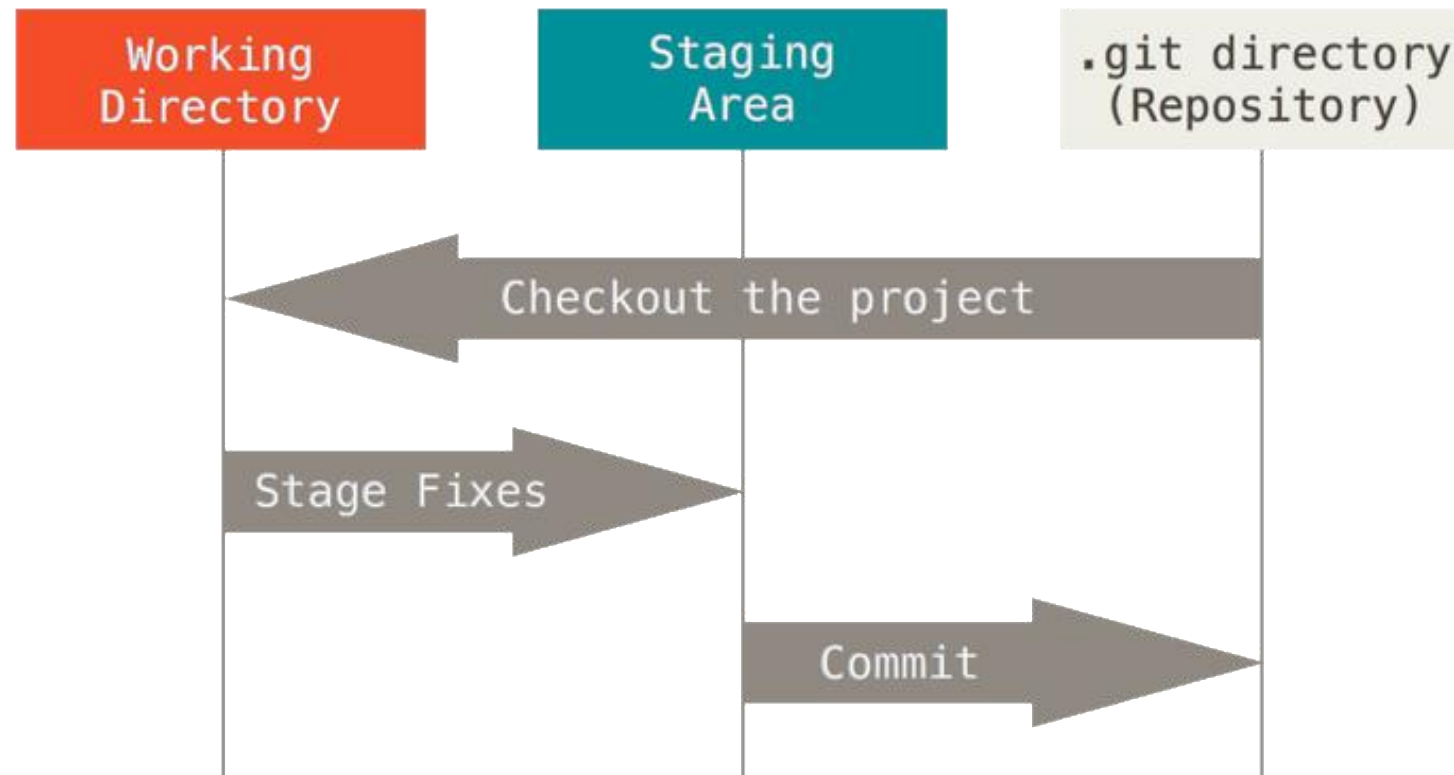 Working
Directory
Staging
Area
.git directory
(Repository)
Checkout the project
Stage Fixes
Commit